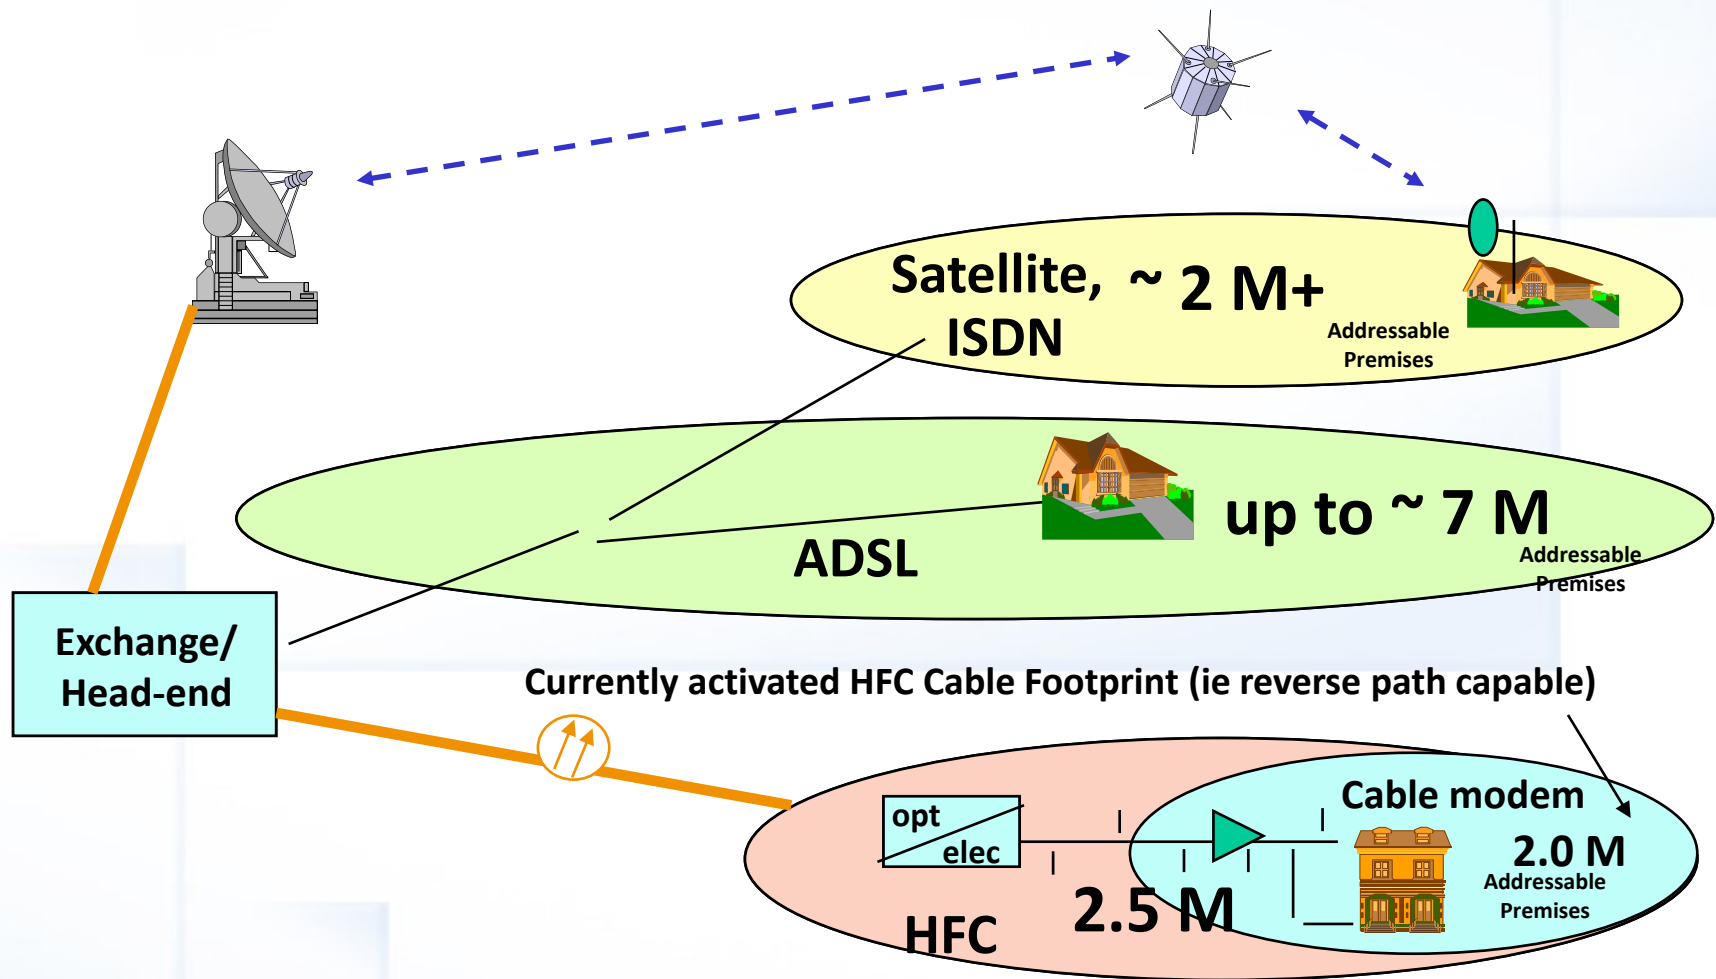 Satellite, ~ 2 M+
ISDN
Addressable
Premises
up to ~ 7 M
ADSL
Addressable
Premises
Exchange/
Head-end
Currently activated HFC Cable Footprint (ie reverse path capable)
Cable modem
opt
elec
2.0 M
Addressable
Premises
2.5 M
HFC